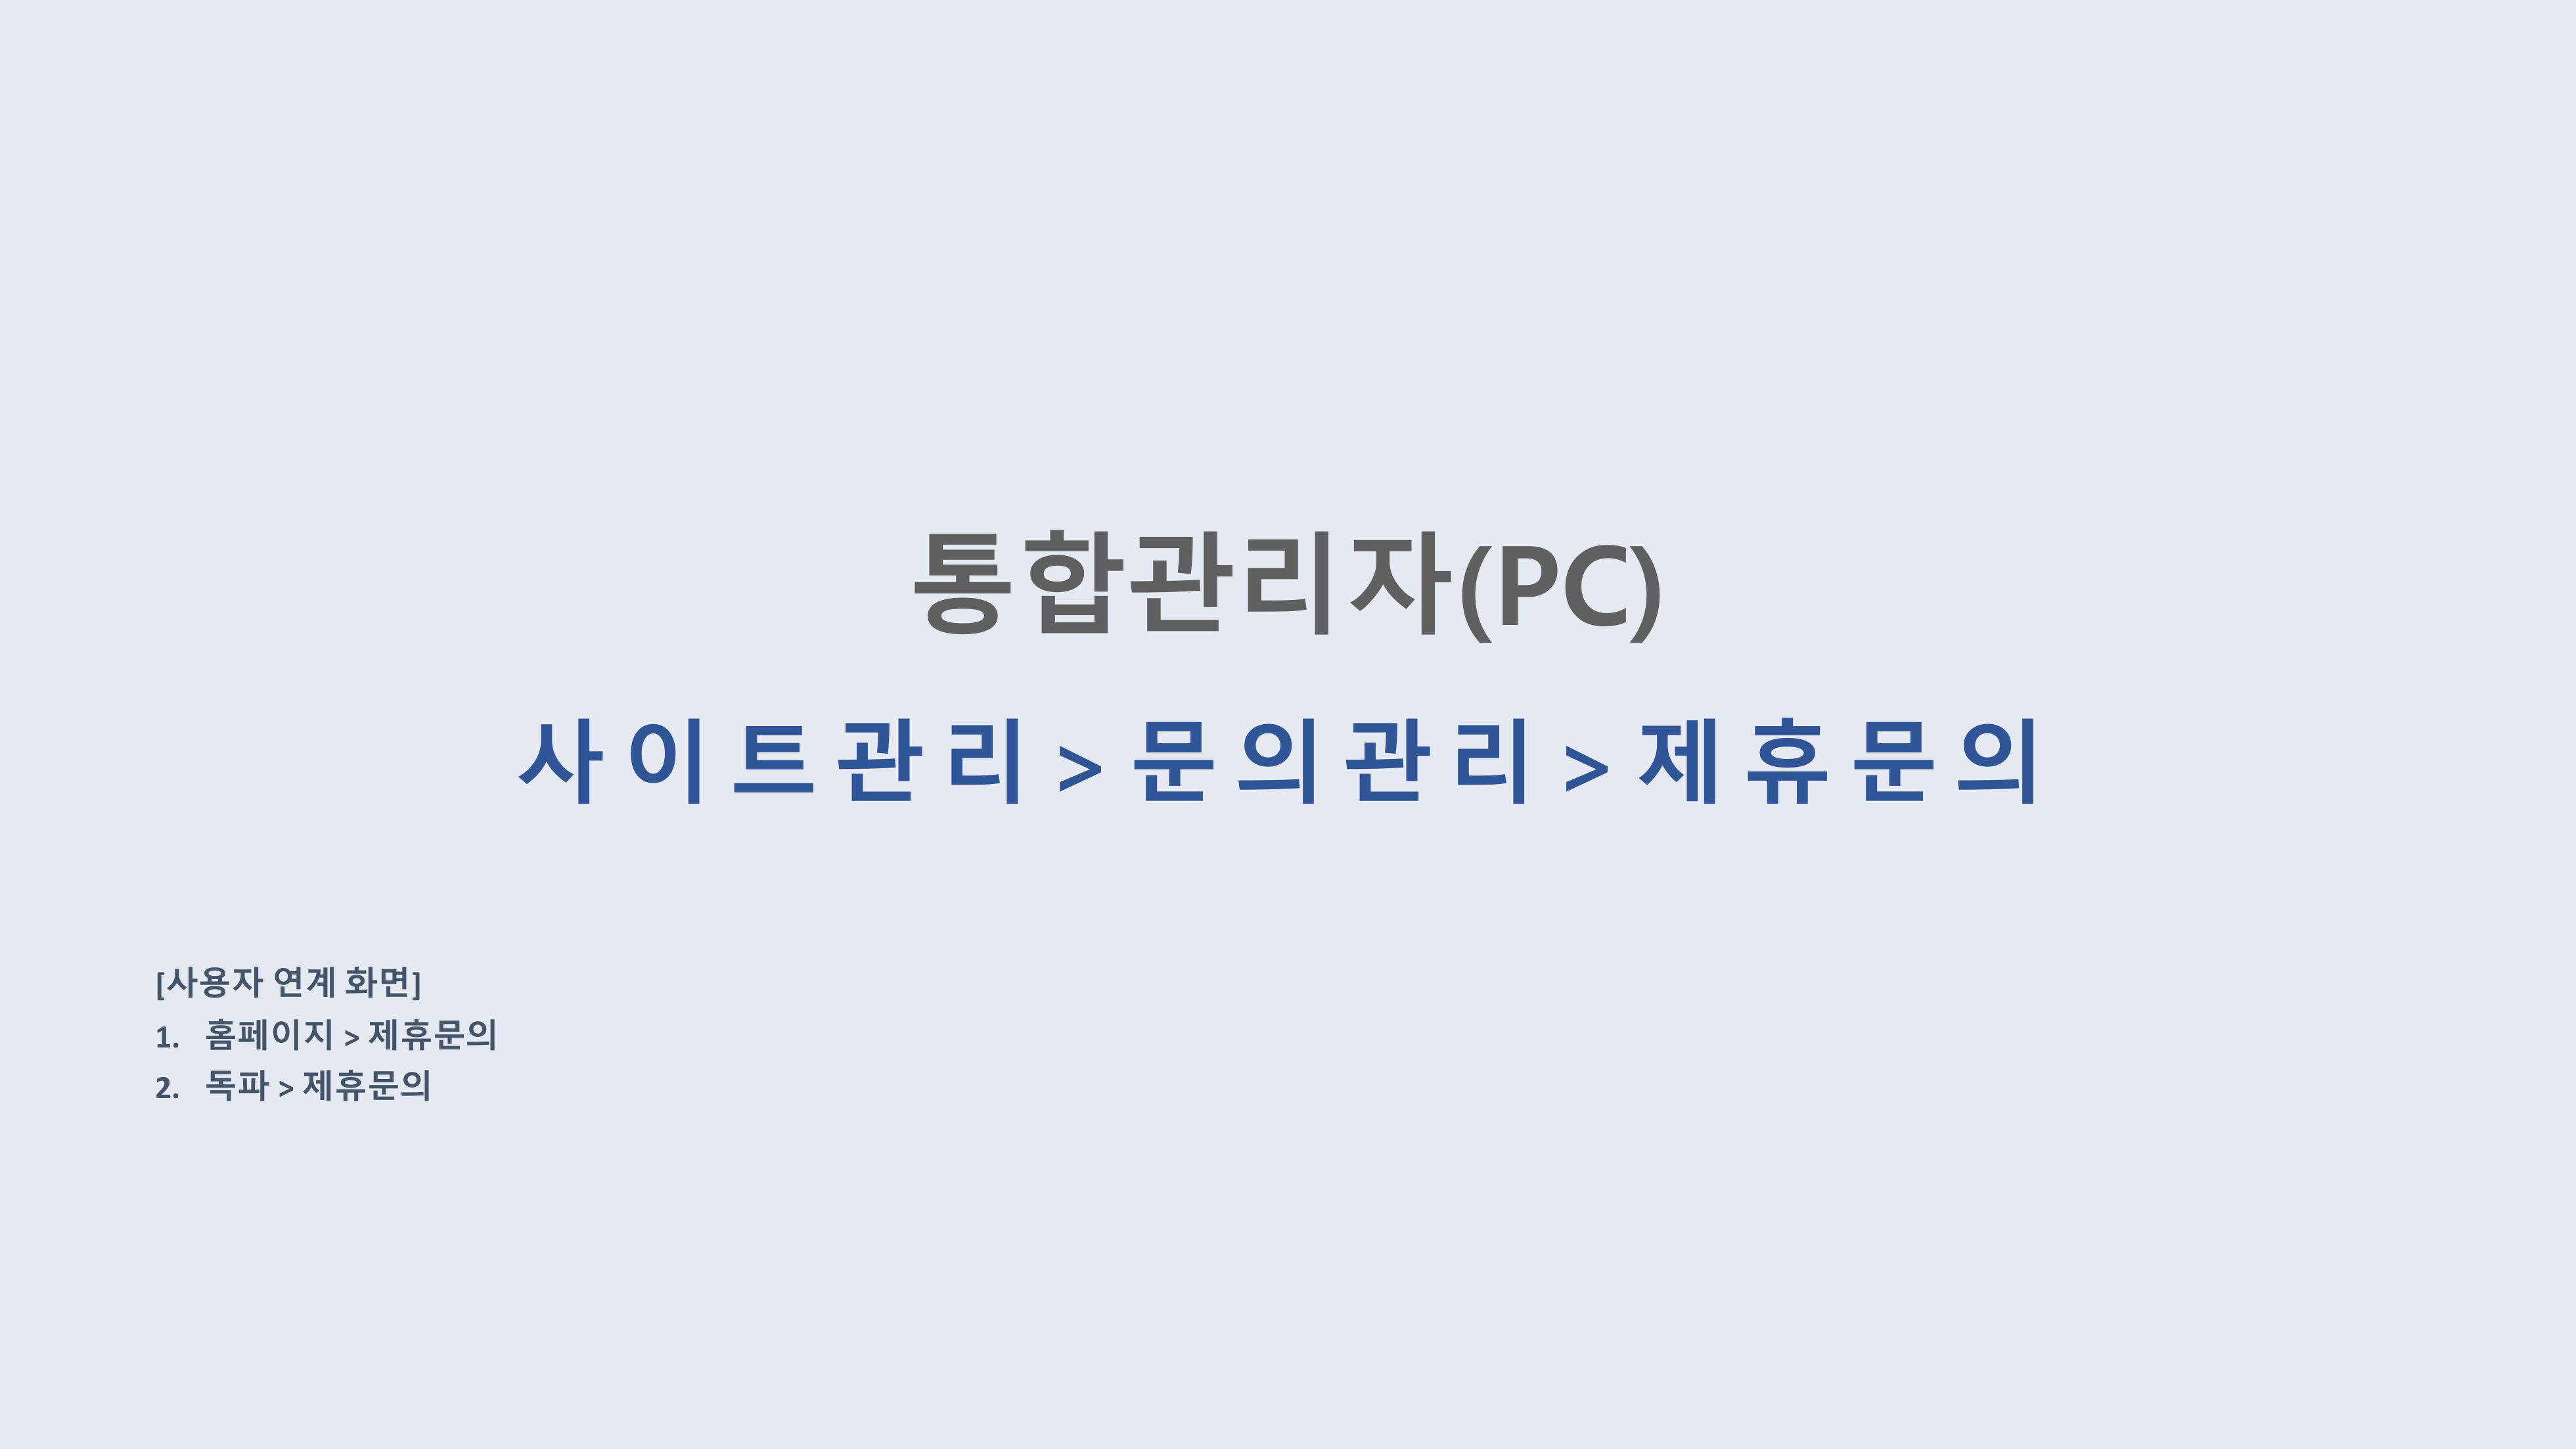 통합관리자(PC)
사이트관리 > 문의관리 > 제휴문의
[사용자 연계 화면]
1. 홈페이지 > 제휴문의
2. 독파 > 제휴문의